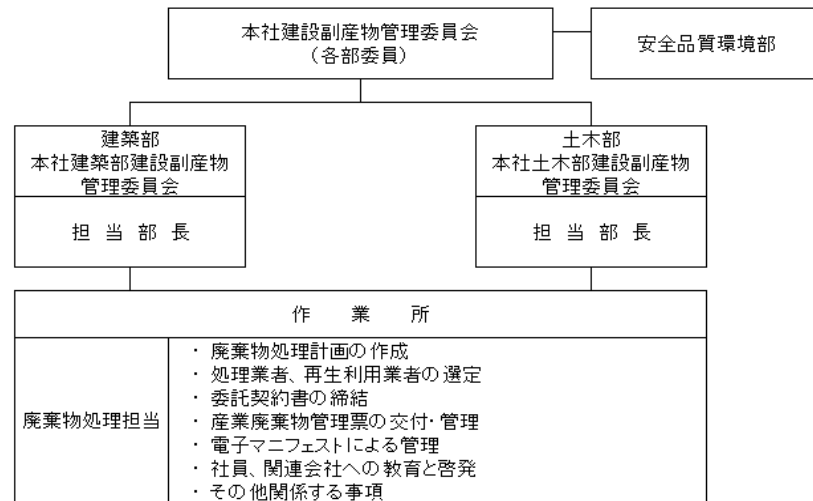 本社建設副産物管理委員会
（各部委員）
安全品質環境部
建築部
本社建築部建設副産物
管理委員会
担当部長
土木部
本社土木部建設副産物
管理委員会
担当部長
作業所
廃棄物処理担当
・ 廃棄物処理計画の作成
・ 処理業者、再生利用業者の選定
・ 委託契約書の締結
・ 産業廃棄物管理票の交付・管理
・ 電子マニフェストによる管理
・ 社員、関連会社への教育と啓発
・ その他関係する事項